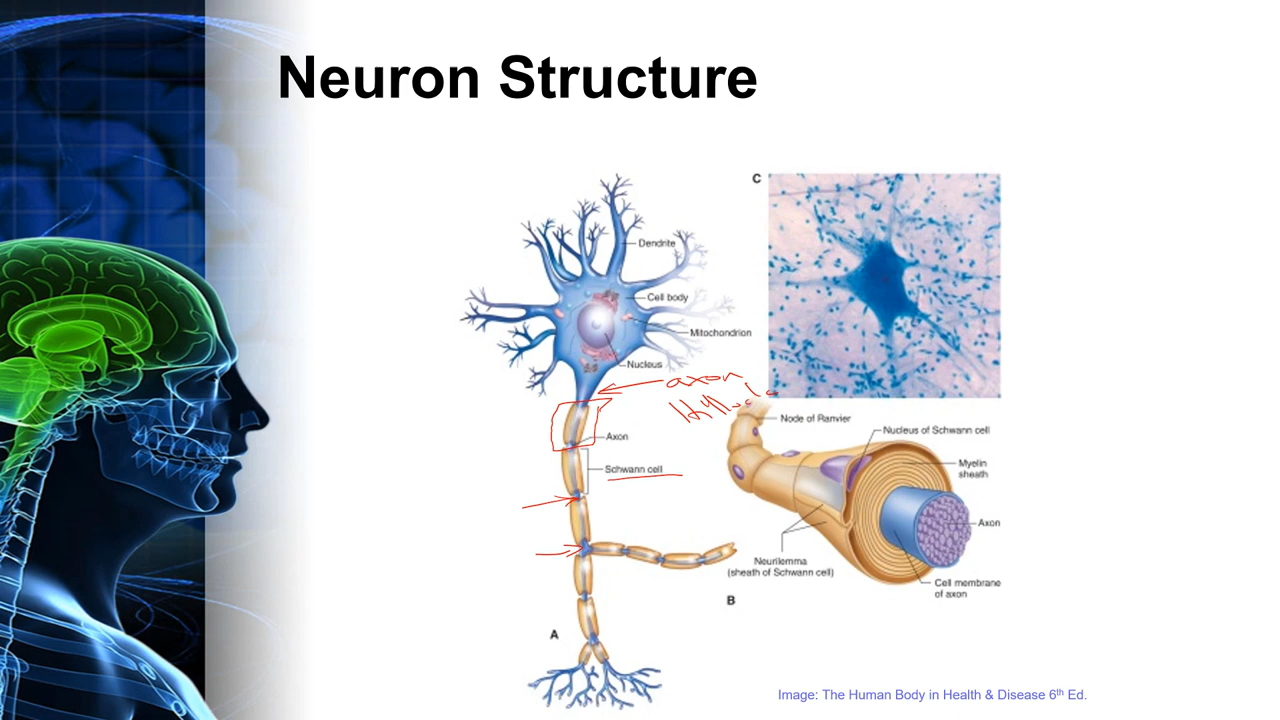 Neuron Structure
C
Dendrite
Cell body
Mitochondrion
Nucleus
axon
Axon
Schwann cell
A
Node of Ranvier
Nucleus of Schwann cell
Myelin
sheath
Axon
Neurilemma
(sheath of Schwann cell)
Cell membrane
of axon
B
Image: The Human Body in Health & Disease 6th Ed.